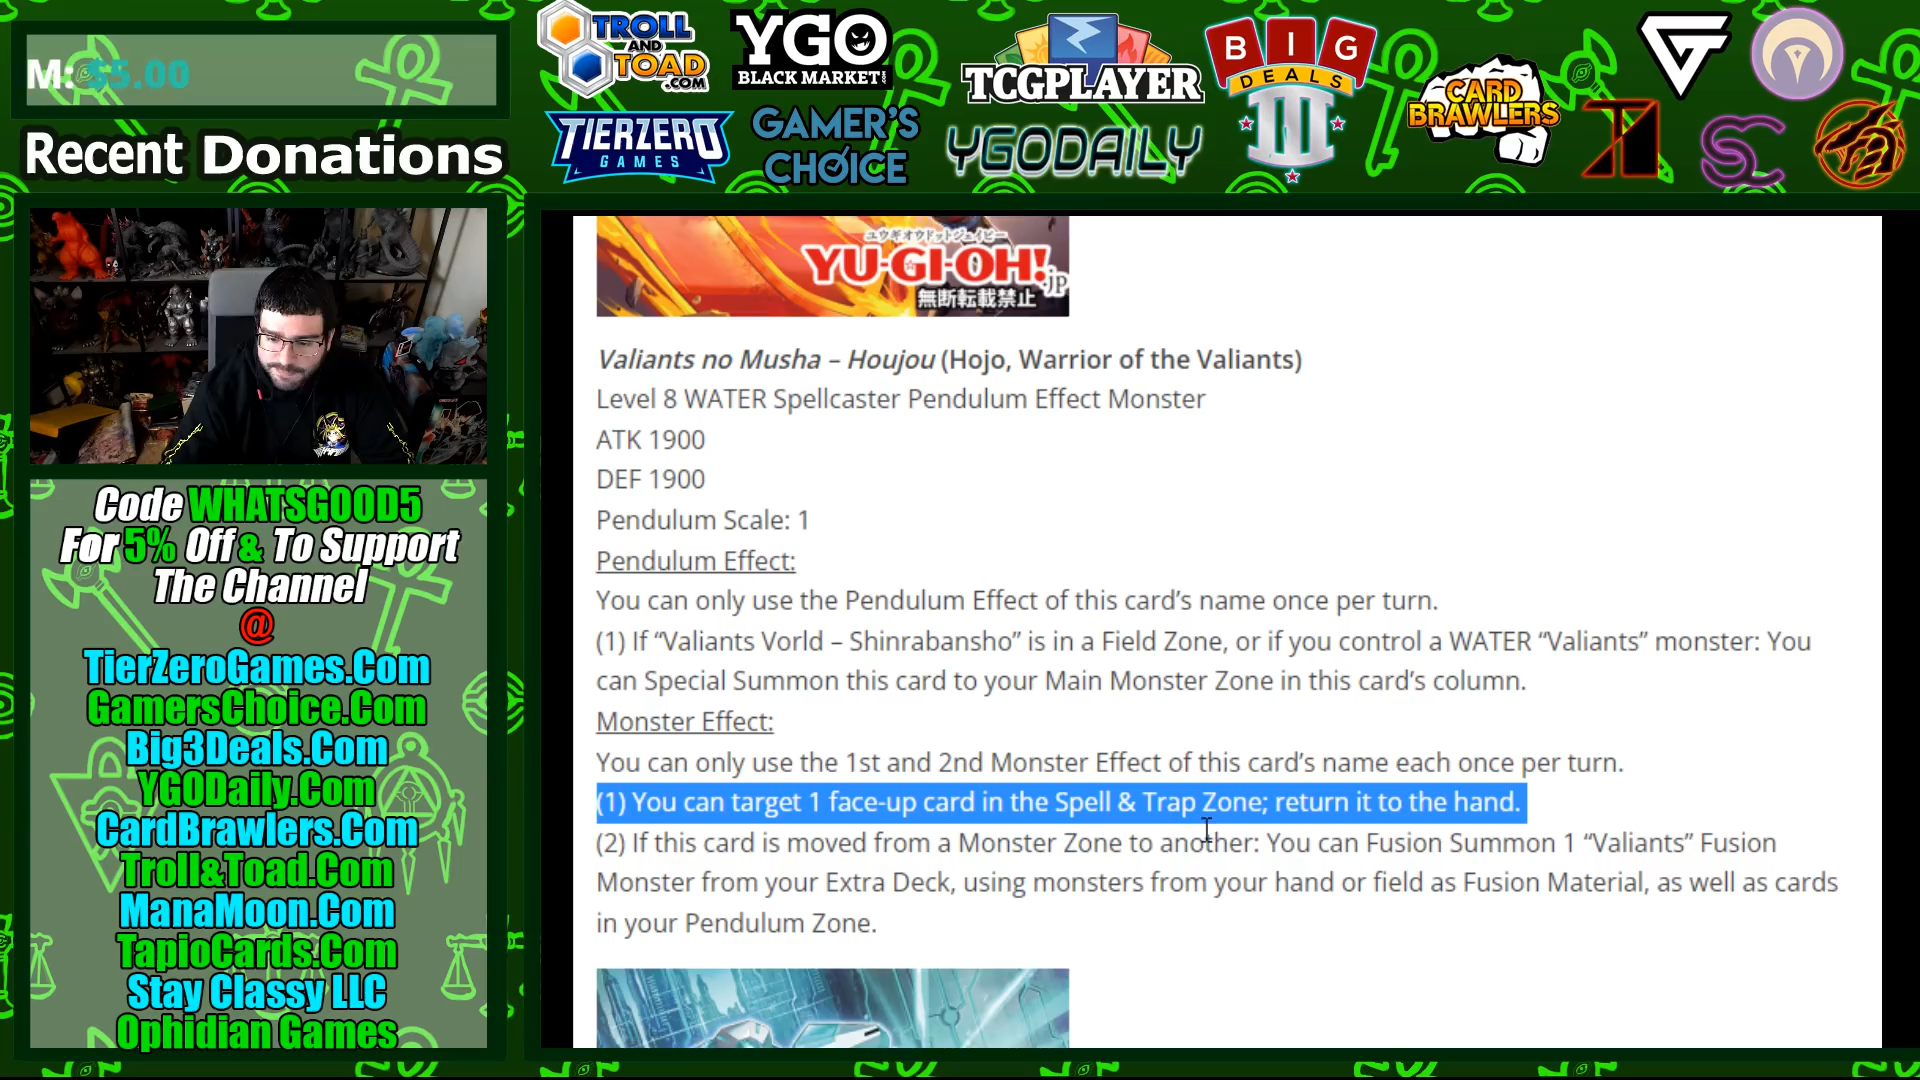 M: $5.00
Recent Donations
TROLL
AND
TOAD
.COM
YGO
BLACK MARKET
.COM
TCGPLAYER
BIG
DEALS
III
CARD
BRAWLERS
TIERZERO
GAMES
GAMER'S
CHOICE
YGODAILY
SC
ユウギオウドットジェイピー
YU-GI-OH!.jp
無断転載禁止
Valiants no Musha – Houjou (Hojo, Warrior of the Valiants)
Level 8 WATER Spellcaster Pendulum Effect Monster
ATK 1900
DEF 1900
Pendulum Scale: 1
Pendulum Effect:
You can only use the Pendulum Effect of this card's name once per turn.
(1) If “Valiants Vorld – Shinrabansho” is in a Field Zone, or if you control a WATER “Valiants” monster: You
can Special Summon this card to your Main Monster Zone in this card's column.
Monster Effect:
You can only use the 1st and 2nd Monster Effect of this card's name each once per turn.
(1) You can target 1 face-up card in the Spell & Trap Zone; return it to the hand.
(2) If this card is moved from a Monster Zone to another: You can Fusion Summon 1 “Valiants” Fusion
Monster from your Extra Deck, using monsters from your hand or field as Fusion Material, as well as cards
in your Pendulum Zone.
Code WHATSGOOD5
For 5% Off & To Support
The Channel
@
TierZeroGames.Com
GamersChoice.Com
Big3Deals.Com
YGODaily.Com
CardBrawlers.Com
Troll&Toad.Com
ManaMoon.Com
TapioCards.Com
Stay Classy LLC
Ophidian Games